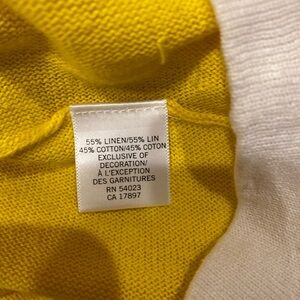 55% LINEN/55% LIN
45% COTTON/45% COTON
EXCLUSIVE OF
DECORATION/
À L'EXCEPTION
DES GARNITURES
RN 54023
CA 17897